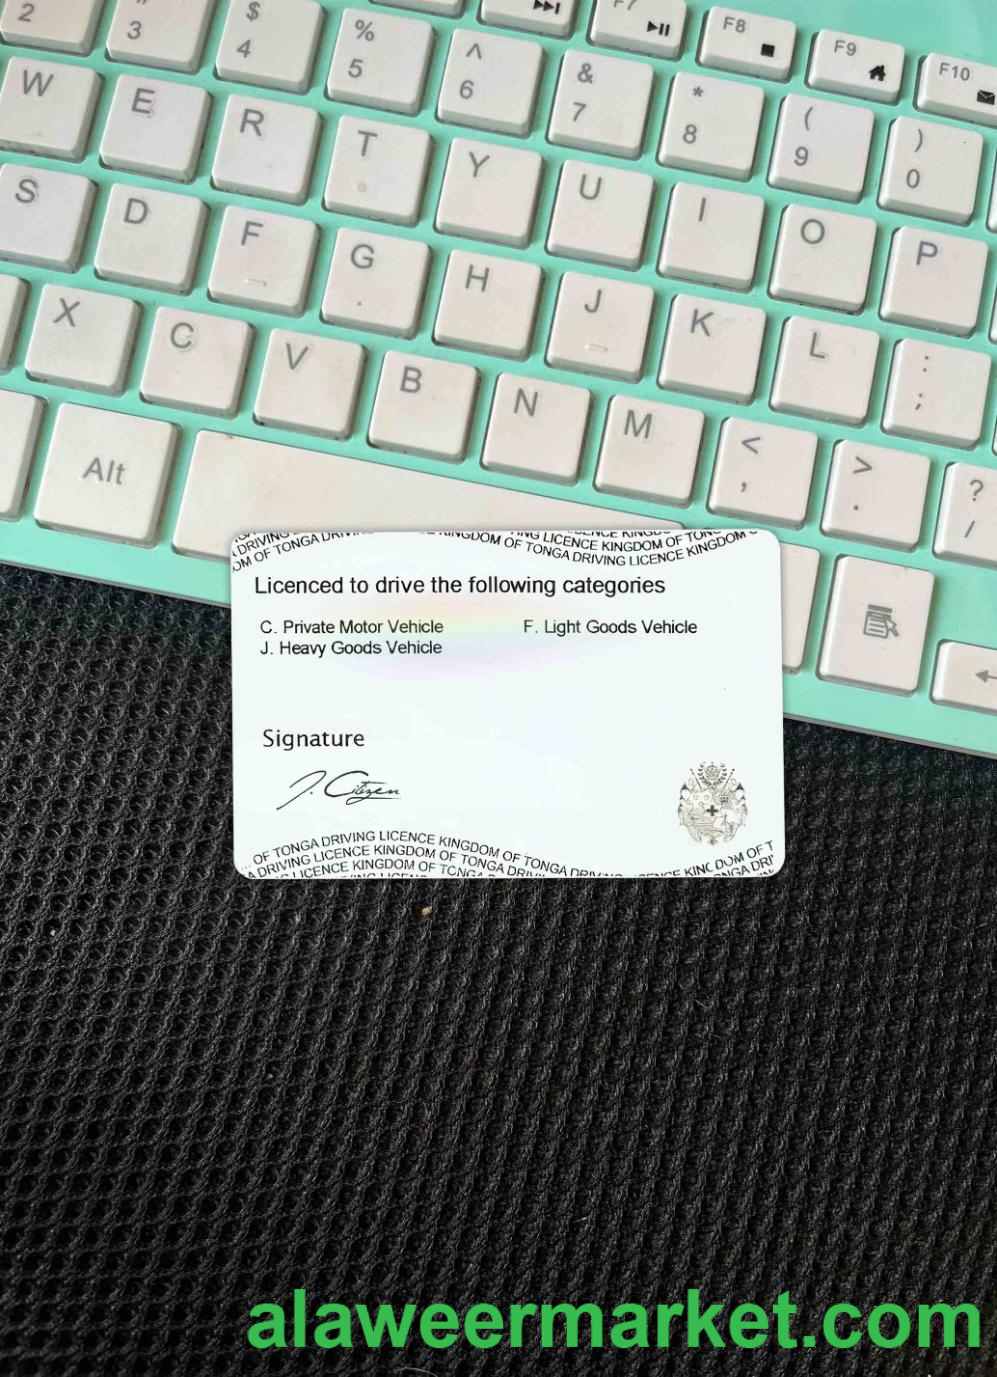 2
3
$
4
%
5
^
6
&
7
*
8
(
9
)
0
F7
F8
F9
F10
W
E
R
T
Y
U
I
O
P
S
D
F
G
H
J
K
L
:
;
X
C
V
B
N
M
<
,
>
.
?
/
Alt
DRIVING
OF TONGA
KINGDOM OF TONGA DRIVING LICENCE KINGDOM
LICENCE KINGDOM OF
Licenced to drive the following categories
C. Private Motor Vehicle
F. Light Goods Vehicle
J. Heavy Goods Vehicle
Signature
J. Citizen
OF TONGA DRIVING LICENCE KINGDOM OF TONGA
DRIVING LICENCE KINGDOM OF TONGA DRIVING
LICENCE KINGDOM OF TONGA
alaweermarket.com